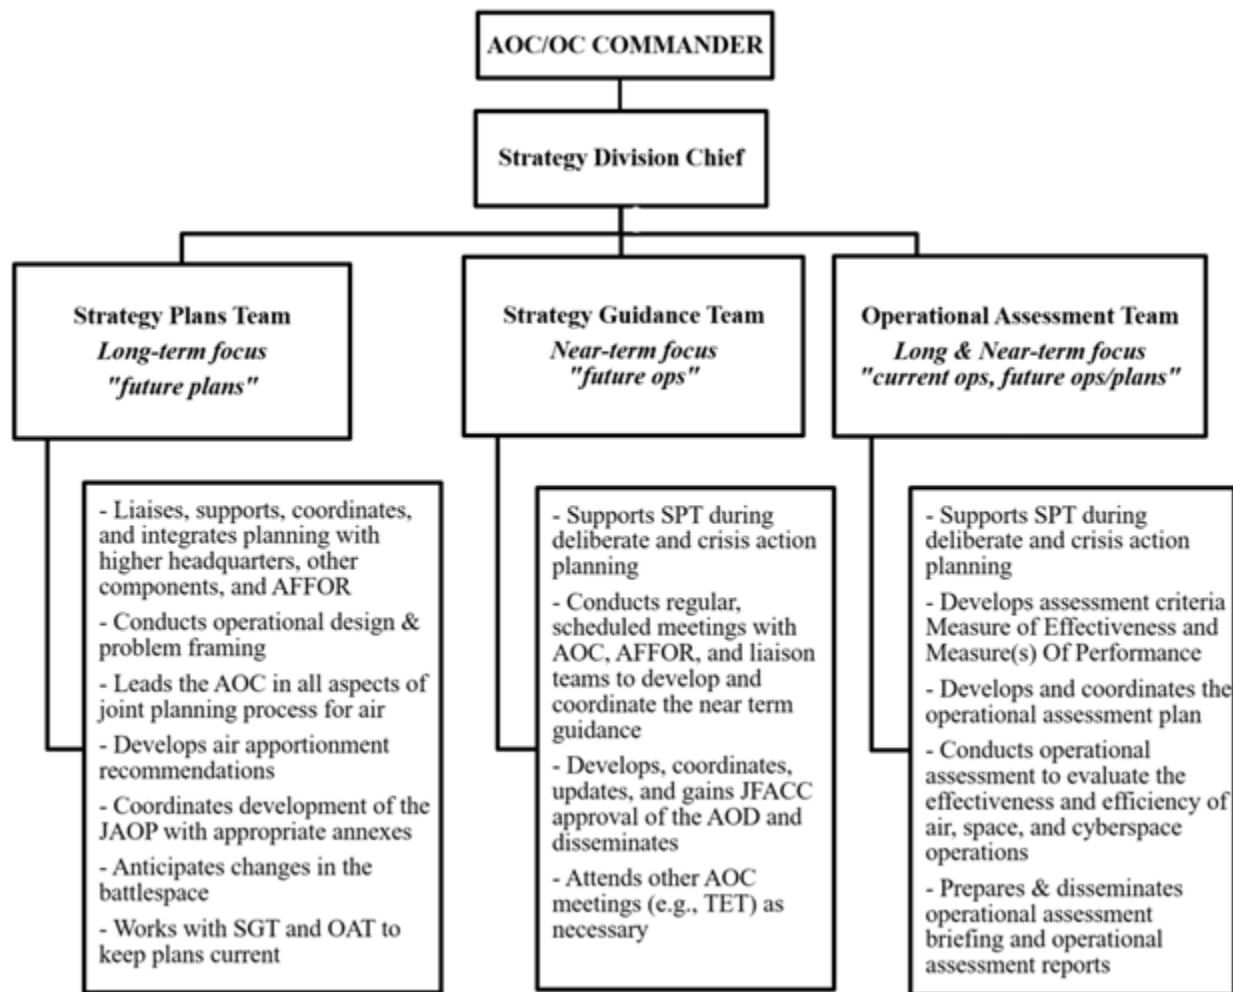 AOC/OC COMMANDER
Strategy Division Chief
Strategy Plans Team
Long-term focus
"future plans"
Strategy Guidance Team
Near-term focus
"future ops"
Operational Assessment Team
Long & Near-term focus
"current ops, future ops/plans"
- Liaises, supports, coordinates,
and integrates planning with
higher headquarters, other
components, and AFFOR
- Conducts operational design &
problem framing
- Leads the AOC in all aspects of
joint planning process for air
- Develops air apportionment
recommendations
- Coordinates development of the
JAOP with appropriate annexes
- Anticipates changes in the
battlespace
- Works with SGT and OAT to
keep plans current
- Supports SPT during
deliberate and crisis action
planning
- Conducts regular,
scheduled meetings with
AOC, AFFOR, and liaison
teams to develop and
coordinate the near term
guidance
- Develops, coordinates,
updates, and gains JFACC
approval of the AOD and
disseminates
- Attends other AOC
meetings (e.g., TET) as
necessary
- Supports SPT during
deliberate and crisis action
planning
- Develops assessment criteria
Measure of Effectiveness and
Measure(s) Of Performance
- Develops and coordinates the
operational assessment plan
- Conducts operational
assessment to evaluate the
effectiveness and efficiency of
air, space, and cyberspace
operations
- Prepares & disseminates
operational assessment
briefing and operational
assessment reports